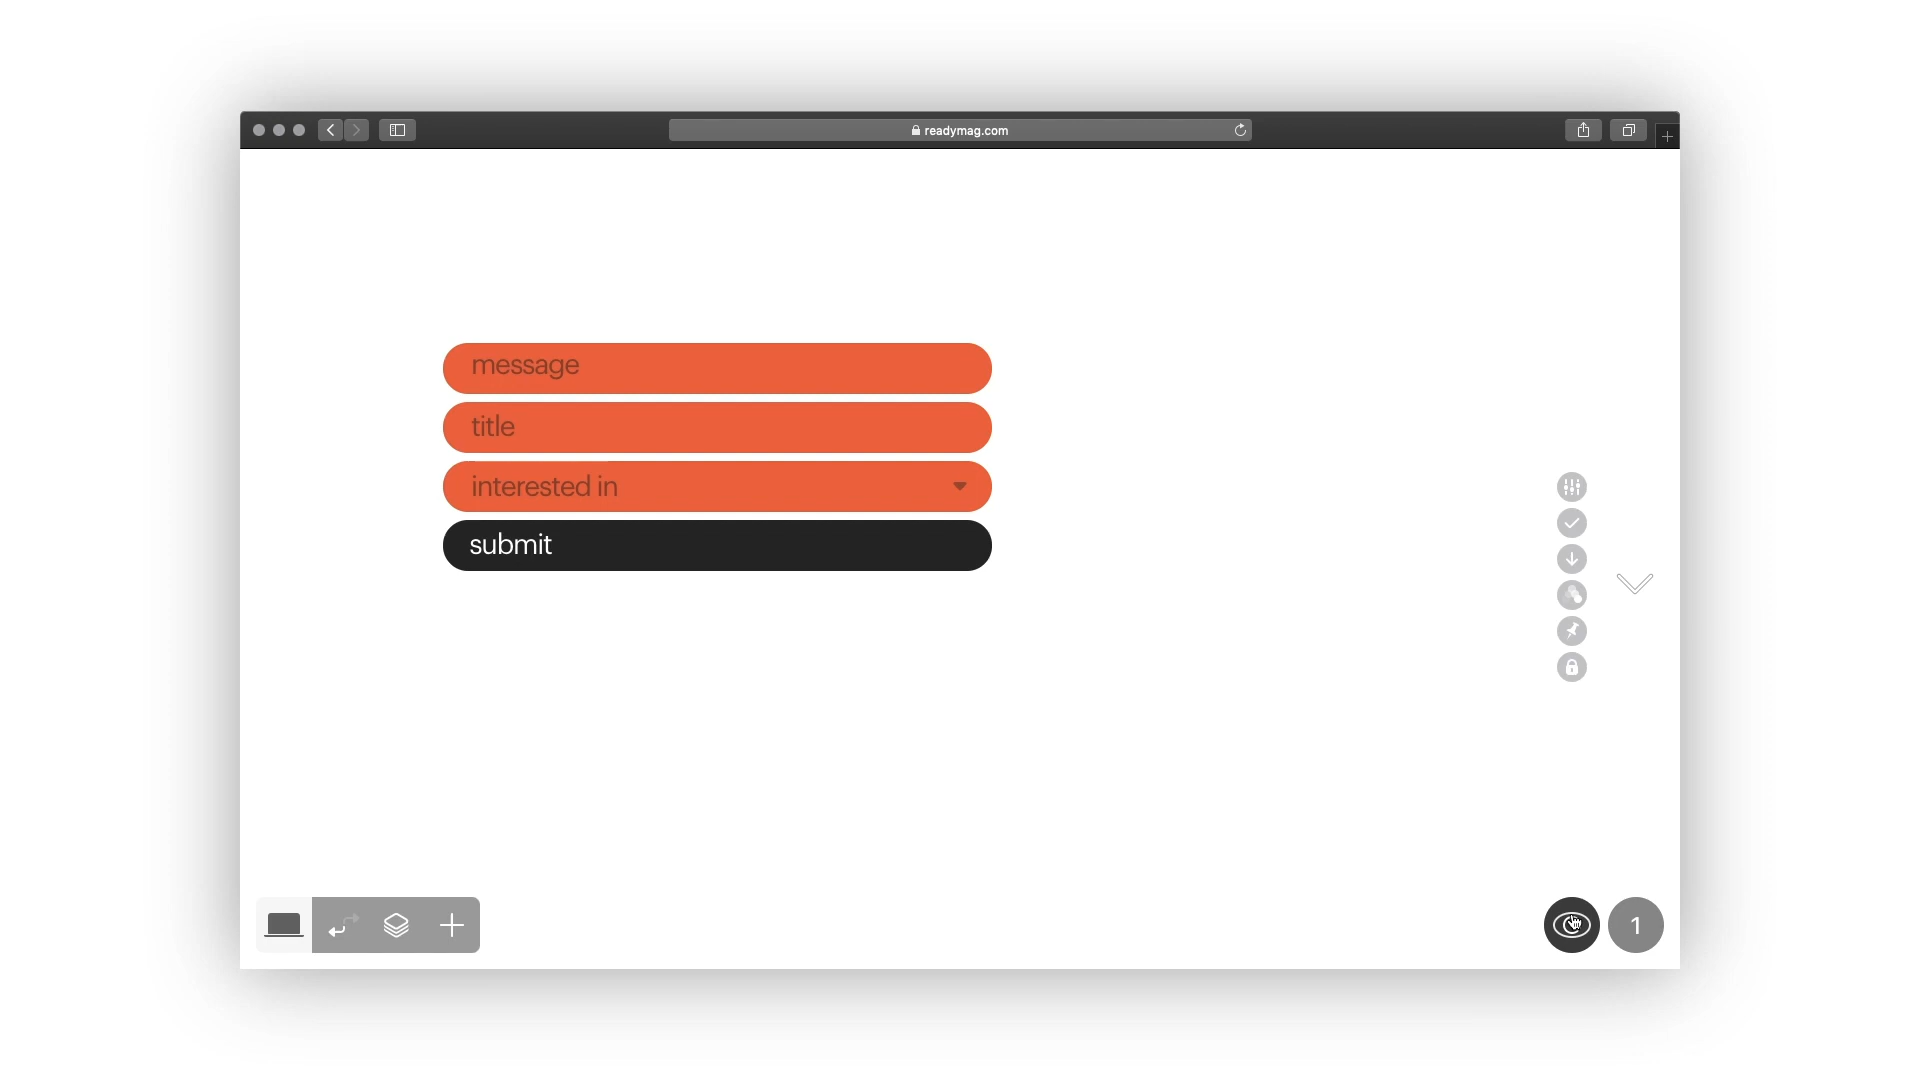 readymag.com
message
title
interested in
submit
1